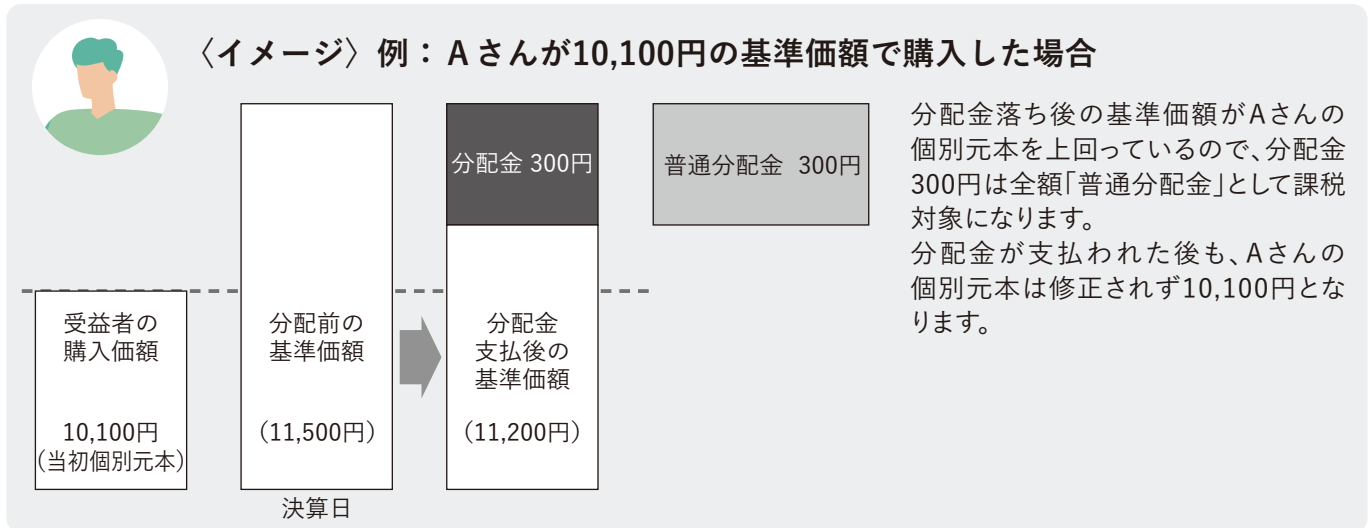 〈イメージ〉例：Aさんが10,100円の基準価額で購入した場合
分配金 300円
普通分配金 300円
分配金落ち後の基準価額がAさんの
個別元本を上回っているので、分配金
300円は全額「普通分配金」として課税
対象になります。
分配金が支払われた後も、Aさんの
個別元本は修正されず10,100円とな
ります。
受益者の
購入価額
10,100円
（当初個別元本）
分配前の
基準価額
（11,500円）
分配金
支払後の
基準価額
（11,200円）
決算日